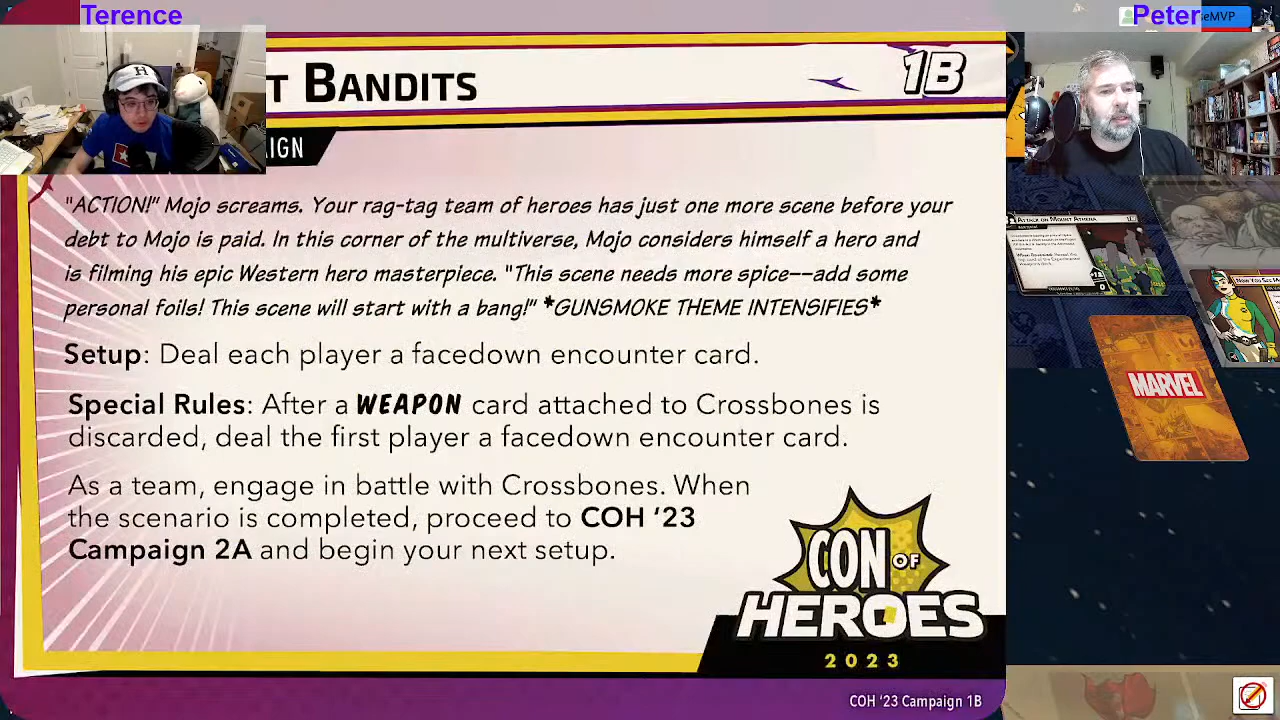 Terence
Peter
eMVP
T BANDITS
1B
IGN
"ACTION!" Mojo screams. Your rag-tag team of heroes has just one more scene before your
debt to Mojo is paid. In this corner of the multiverse, Mojo considers himself a hero and
is filming his epic Western hero masterpiece. "This scene needs more spice––add some
personal foils! This scene will start with a bang!" *GUNSMOKE THEME INTENSIFIES*
Setup: Deal each player a facedown encounter card.
Special Rules: After a WEAPON card attached to Crossbones is
discarded, deal the first player a facedown encounter card.
As a team, engage in battle with Crossbones. When
the scenario is completed, proceed to COH '23
Campaign 2A and begin your next setup.
CON OF
HEROES
2023
COH '23 Campaign 1B
ATTACK ON MOUNT ATHENA
MARVEL